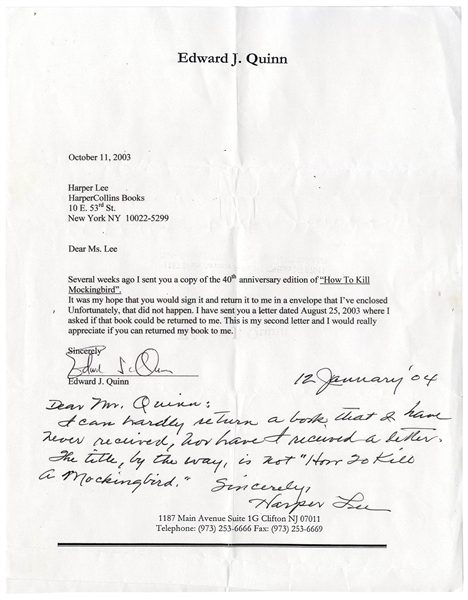 Edward J. Quinn
October 11, 2003
Harper Lee
HarperCollins Books
10 E. 53rd St.
New York NY 10022-5299
Dear Ms. Lee
Several weeks ago I sent you a copy of the 40th anniversary edition of "How To Kill
Mockingbird".
It was my hope that you would sign it and return it to me in a envelope that I've enclosed
Unfortunately, that did not happen. I have sent you a letter dated August 25, 2003 where I
asked if that book could be returned to me. This is my second letter and I would really
appreciate if you can returned my book to me.
Sincerely
Edward J. Quinn
Edward J. Quinn
12 January '04
Dear Mr. Quinn:
I can hardly return a book that I have
never received, nor have I received a letter.
The title, by the way, is not "How To Kill
a Mockingbird."
Sincerely,
Harper Lee
1187 Main Avenue Suite 1G Clifton NJ 07011
Telephone: (973) 253-6666 Fax: (973) 253-6669